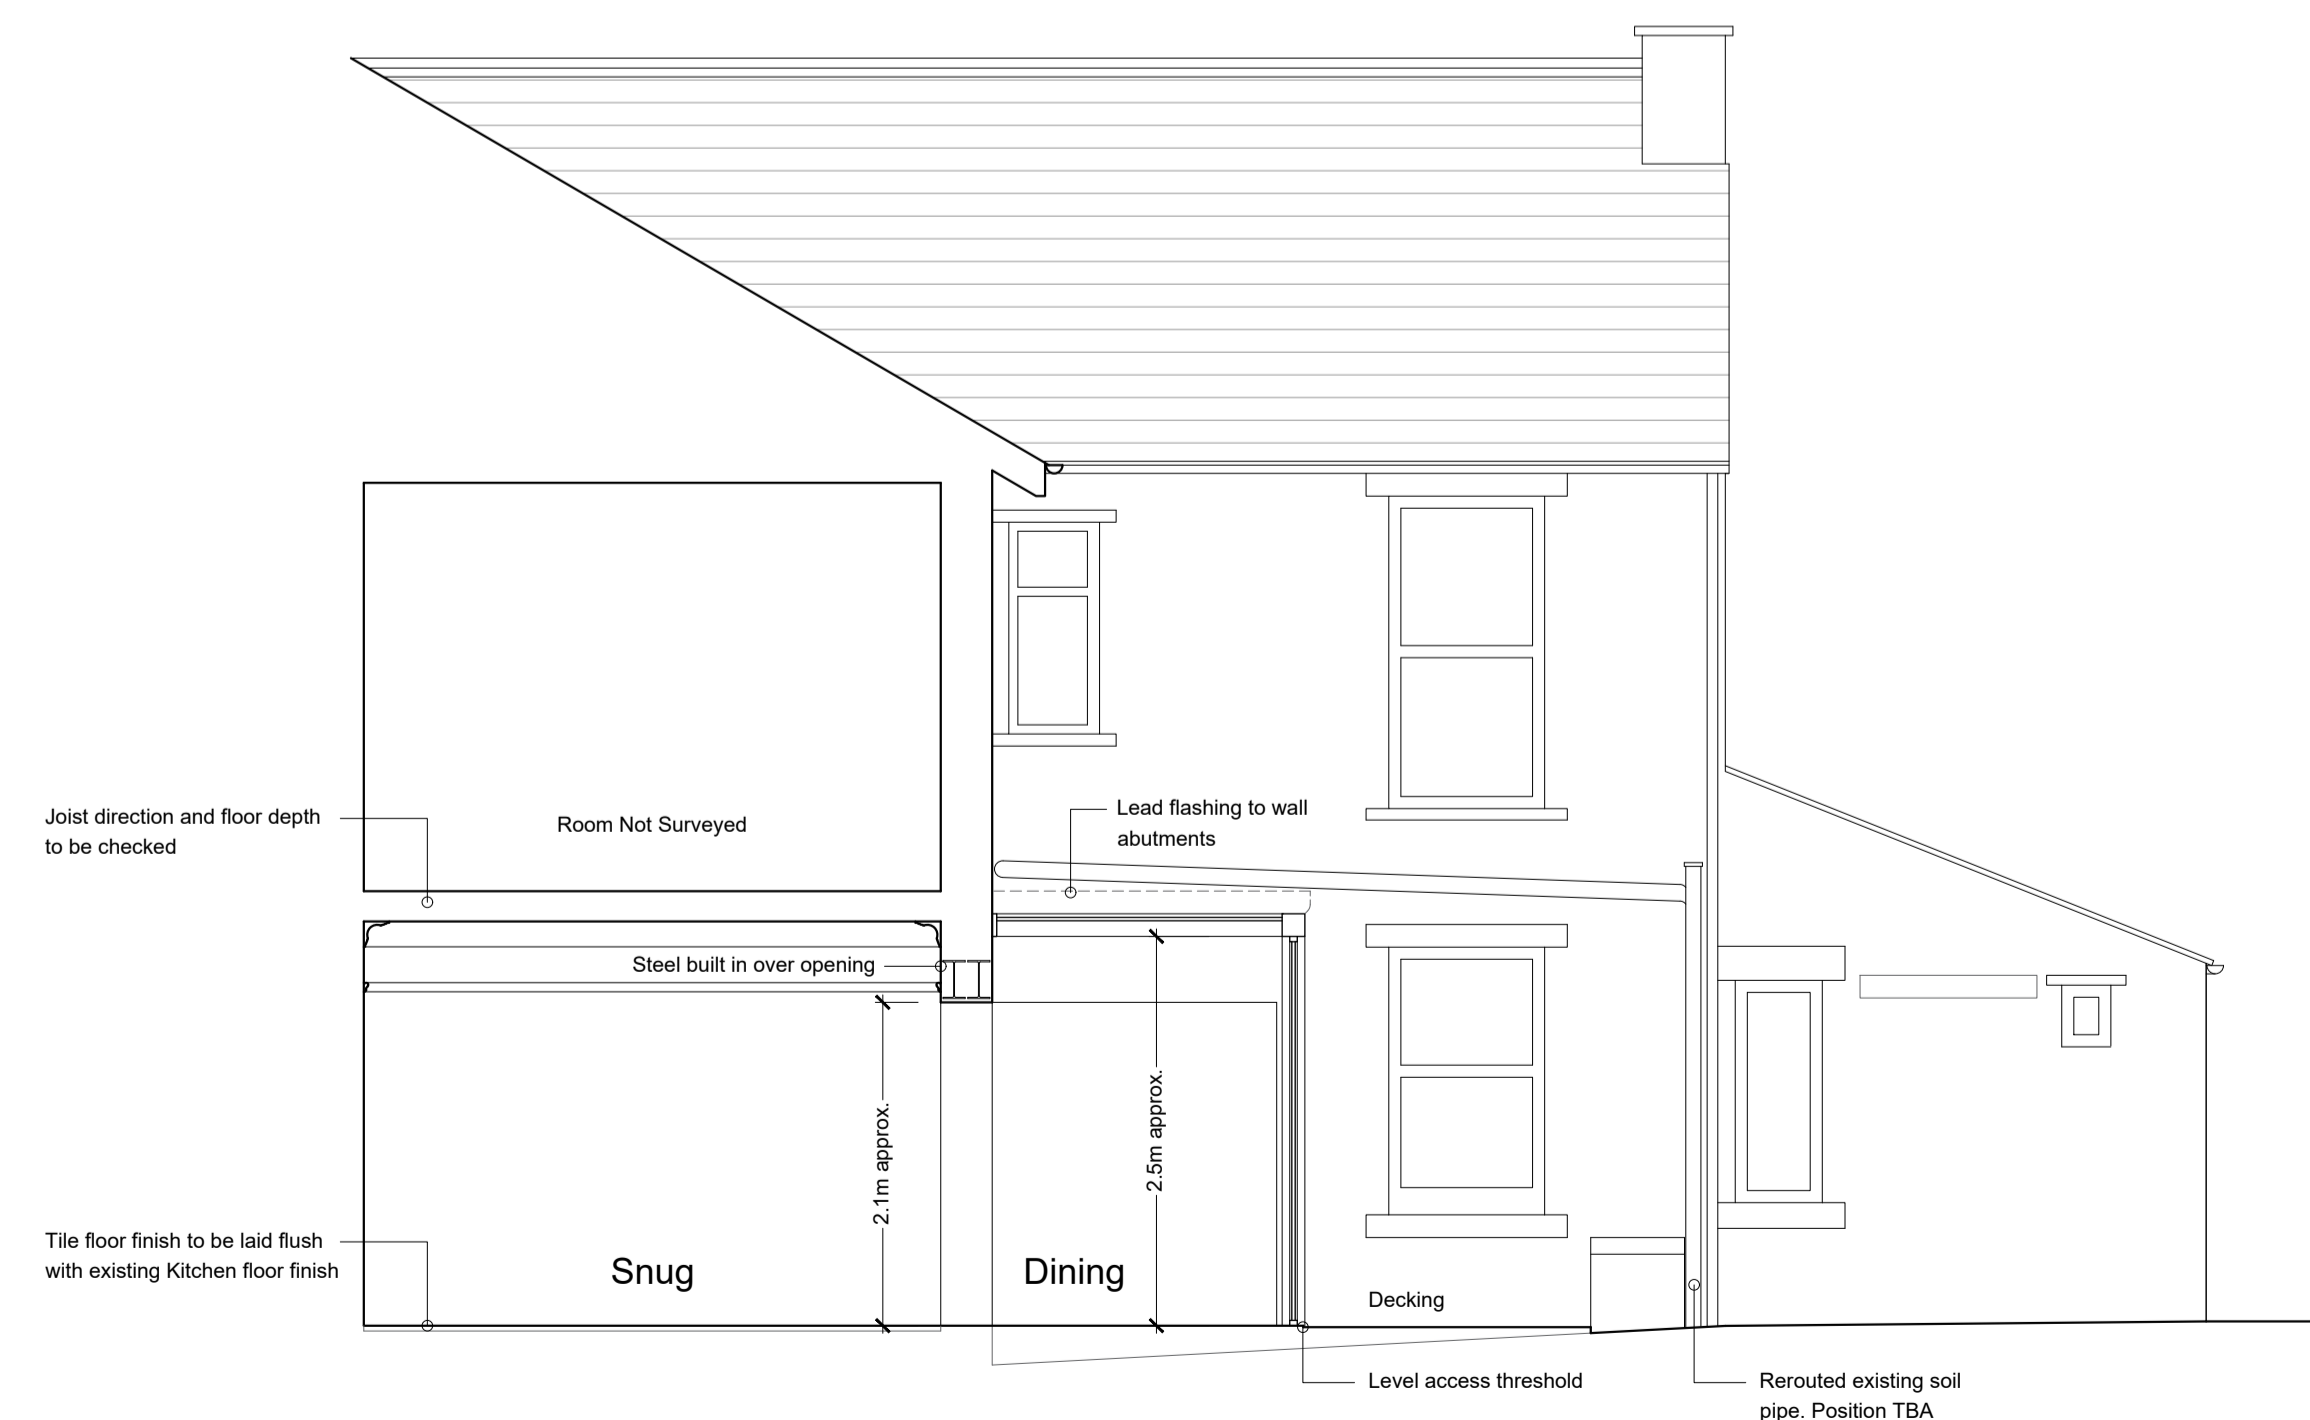 Joist direction and floor depth
to be checked
Room Not Surveyed
Lead flashing to wall
abutments
Steel built in over opening
2.1m approx.
2.5m approx.
Tile floor finish to be laid flush
with existing Kitchen floor finish
Snug
Dining
Decking
Level access threshold
Rerouted existing soil
pipe. Position TBA